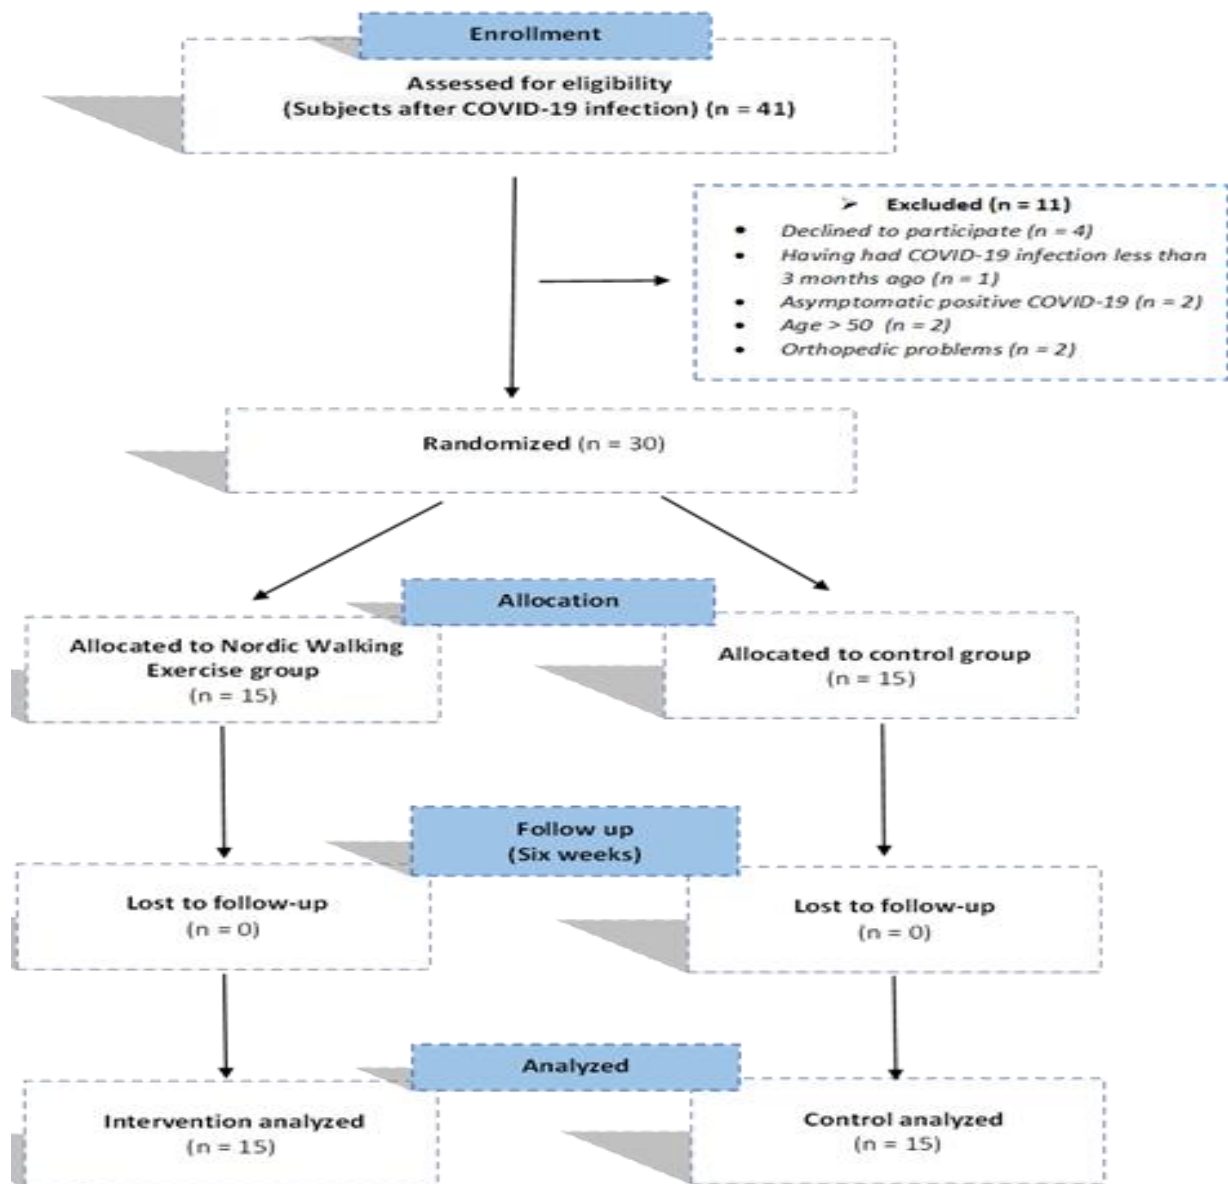 Enrollment
Assessed for eligibility
(Subjects after COVID-19 infection) (n = 41)
➢ Excluded (n = 11)
• Declined to participate (n = 4)
• Having had COVID-19 infection less than
3 months ago (n = 1)
• Asymptomatic positive COVID-19 (n = 2)
• Age > 50 (n = 2)
• Orthopedic problems (n = 2)
Randomized (n = 30)
Allocation
Allocated to Nordic Walking
Exercise group
(n = 15)
Allocated to control group
(n = 15)
Follow up
(Six weeks)
Lost to follow-up
(n = 0)
Lost to follow-up
(n = 0)
Analyzed
Intervention analyzed
(n = 15)
Control analyzed
(n = 15)